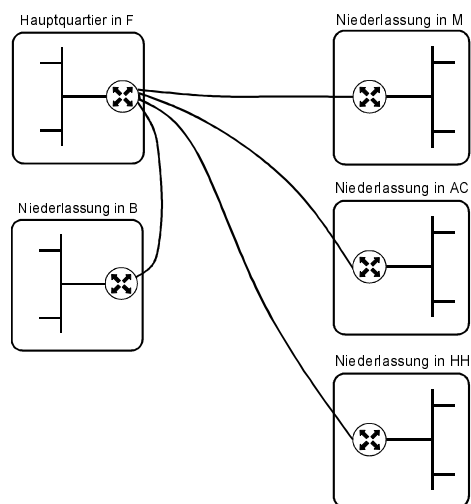 Hauptquartier in F
Niederlassung in M
Niederlassung in B
Niederlassung in AC
Niederlassung in HH